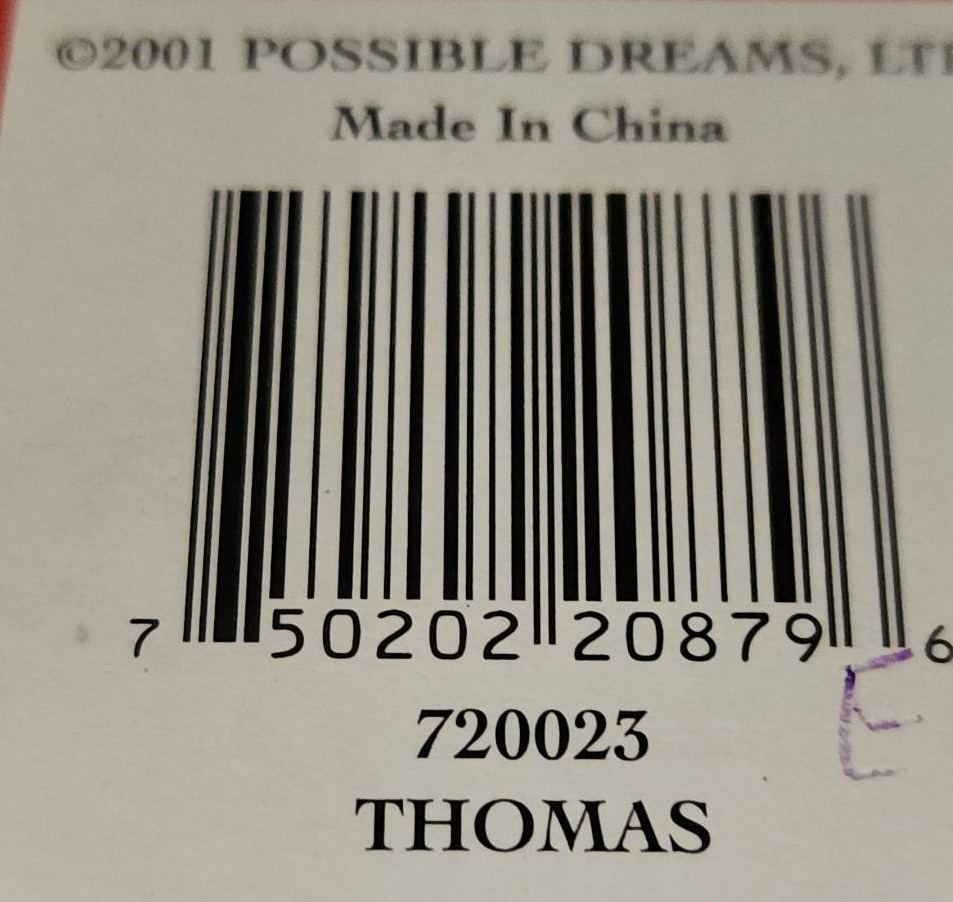 ©2001 POSSIBLE DREAMS, LT
Made In China
7 50202 20879 6
720023
THOMAS
E